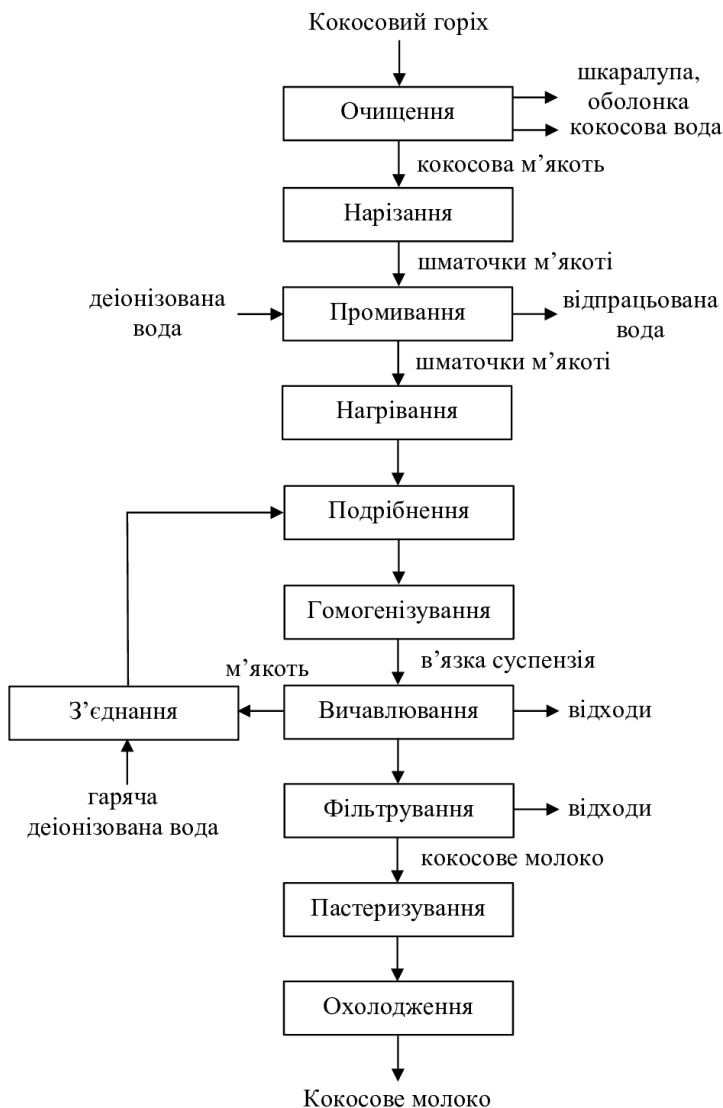 Кокосовий горіх
шкаралупа,
оболонка
Очищення
кокосова вода
кокосова м’якоть
Нарізання
шматочки м’якоті
деіонізована
вода
Промивання
відпрацьована
вода
шматочки м’якоті
Нагрівання
Подрібнення
Гомогенізування
в’язка суспензія
м’якоть
З’єднання
Вичавлювання
відходи
гаряча
деіонізована вода
Фільтрування
відходи
кокосове молоко
Пастеризування
Охолодження
Кокосове молоко